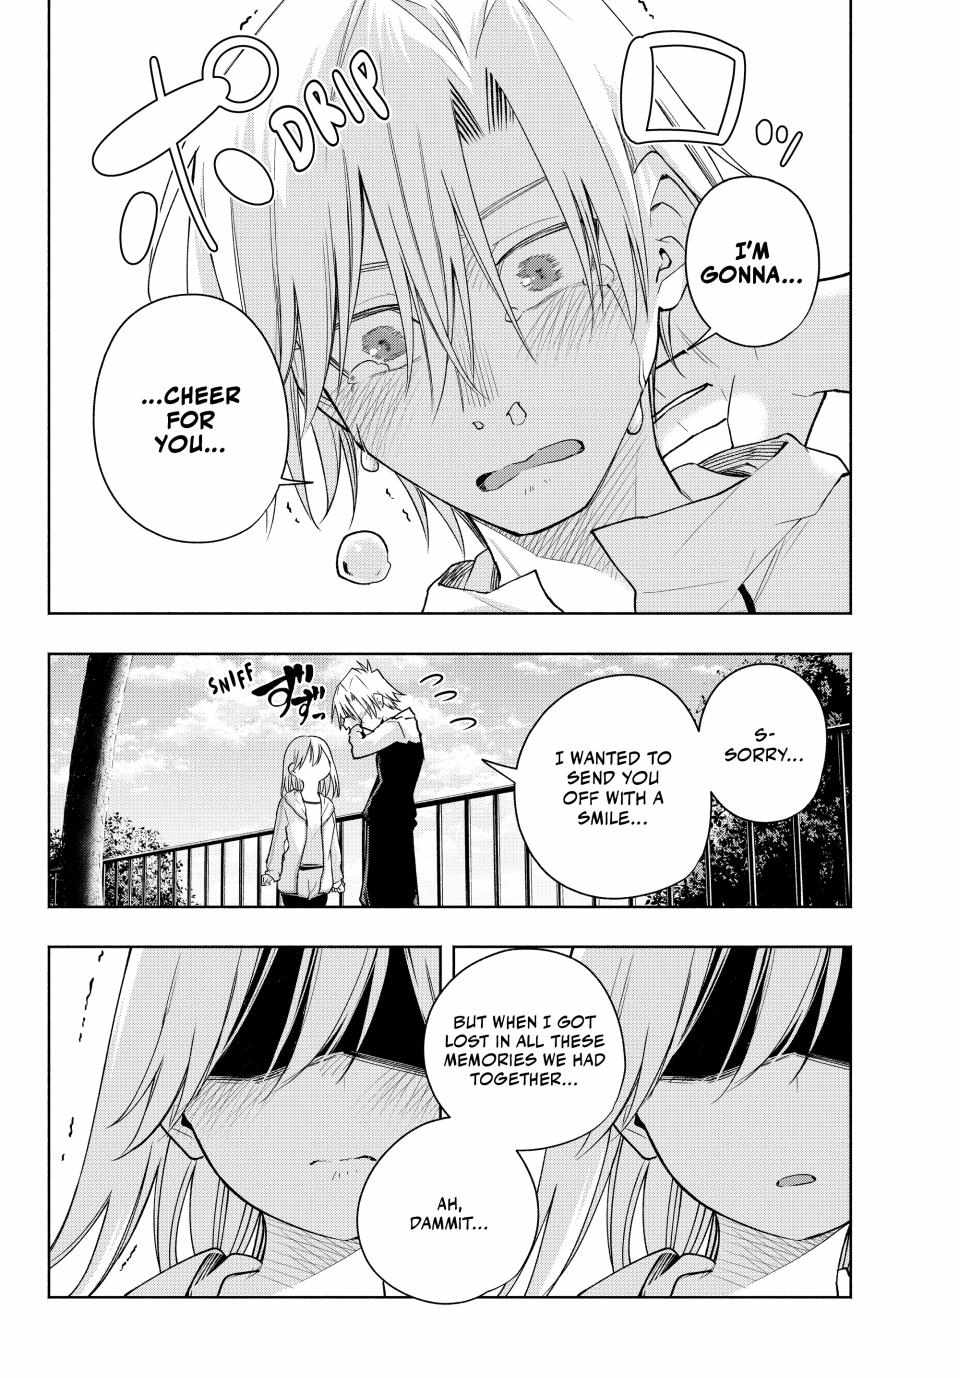 I'M
GONNA...
DRIP
...CHEER
FOR
YOU...
S-
SORRY...
I WANTED TO
SEND YOU
OFF WITH A
SMILE...
SNIFF
ずずっ
BUT WHEN I GOT
LOST IN ALL THESE
MEMORIES WE HAD
TOGETHER...
AH,
DAMMIT...